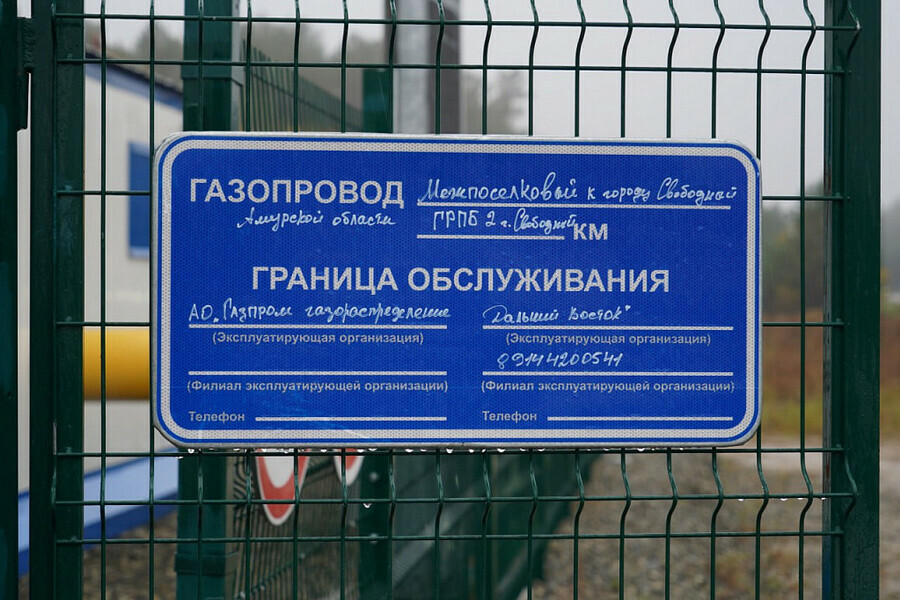 ГАЗОПРОВОД Межпоселковый к городу Свободный
Амурской области ГРПБ 2 г. Свободный КМ
ГРАНИЦА ОБСЛУЖИВАНИЯ
АО "Газпром газораспределение Дальний Восток"
(Эксплуатирующая организация) (Эксплуатирующая организация)
89144200541
(Филиал эксплуатирующей организации) (Филиал эксплуатирующей организации)
Телефон Телефон